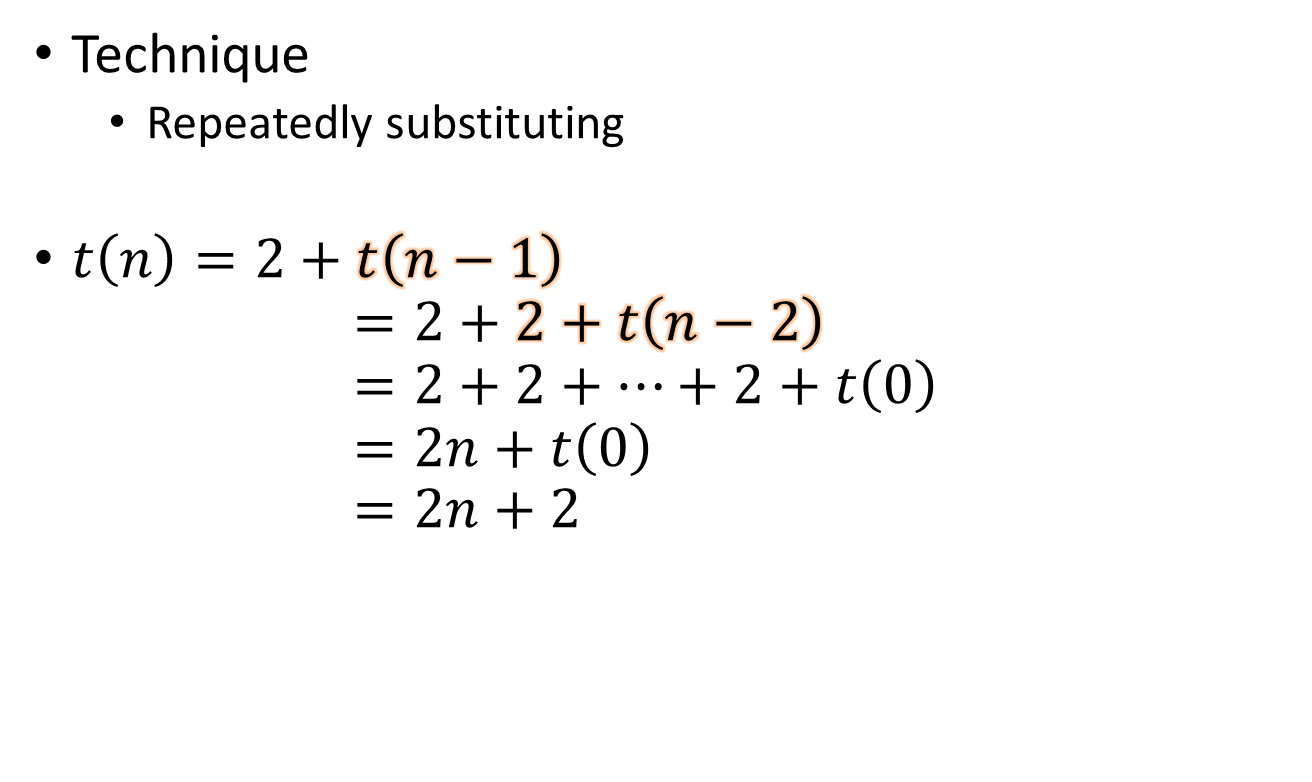 • Technique
• Repeatedly substituting
• t(n) = 2 + t(n − 1)
= 2 + 2 + t(n − 2)
= 2 + 2 + ⋯ + 2 + t(0)
= 2n + t(0)
= 2n + 2